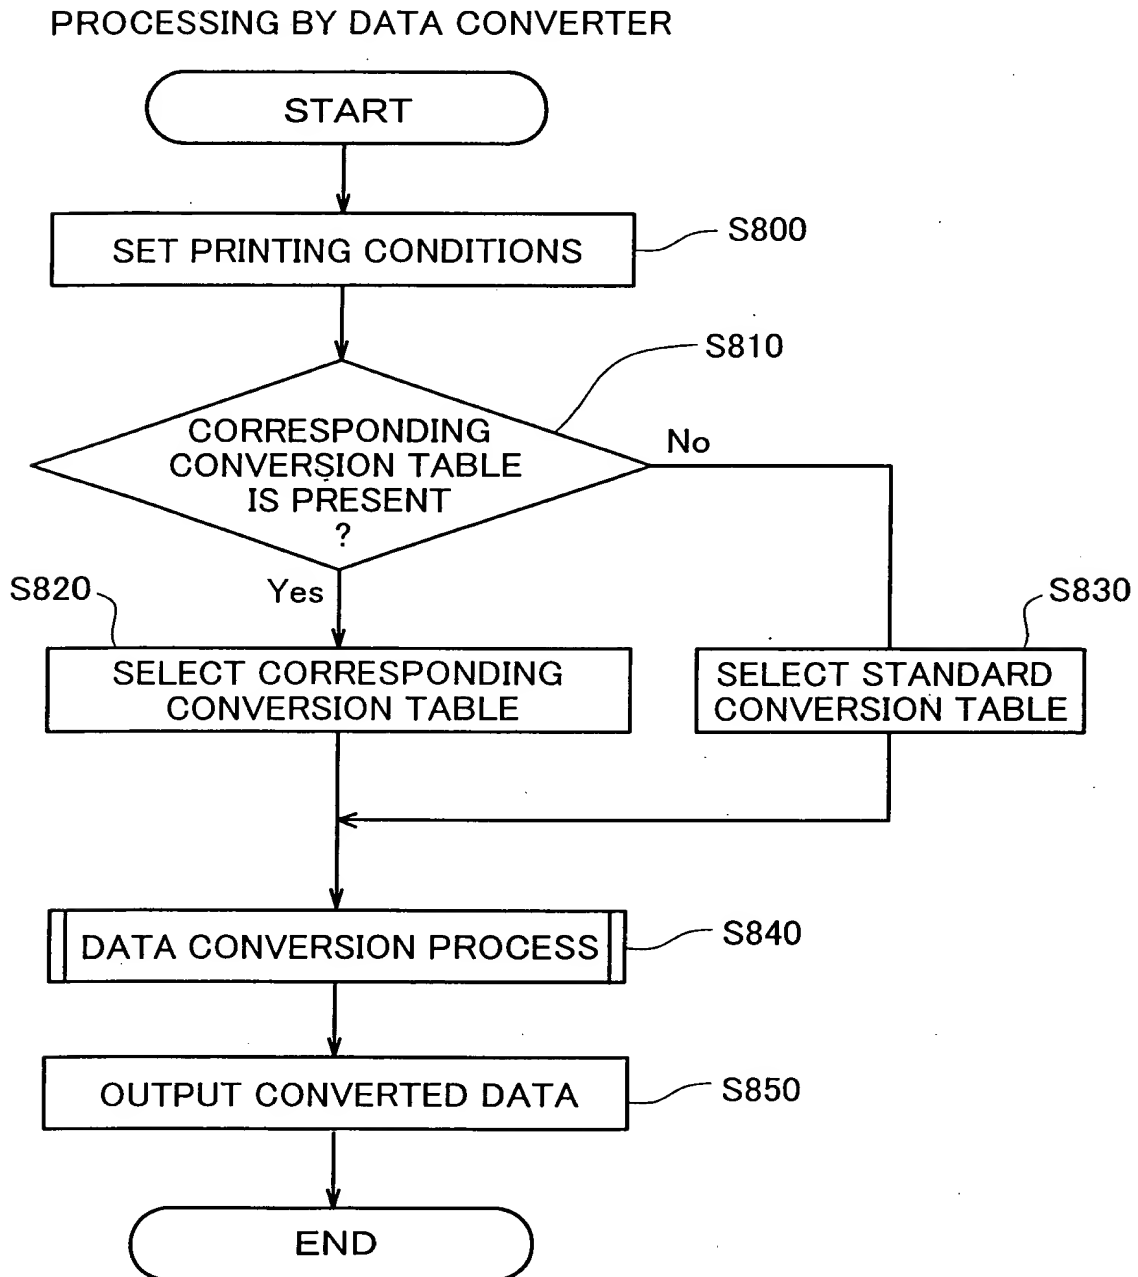 PROCESSING BY DATA CONVERTER
START
SET PRINTING CONDITIONS
S800
S810
CORRESPONDING
CONVERSION TABLE
IS PRESENT
?
No
Yes
S820
SELECT CORRESPONDING
CONVERSION TABLE
S830
SELECT STANDARD
CONVERSION TABLE
DATA CONVERSION PROCESS
S840
OUTPUT CONVERTED DATA
S850
END